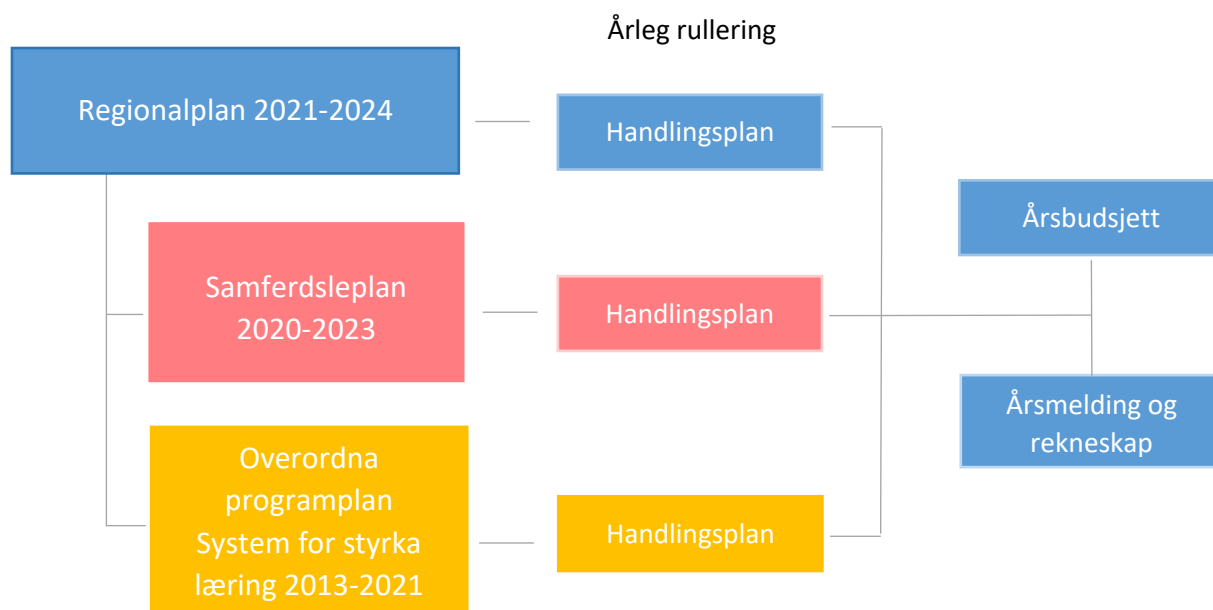 Årleg rullering
Regionalplan 2021-2024
Handlingsplan
Samferdsleplan
2020-2023
Handlingsplan
Overordna
programplan
System for styrka
læring 2013-2021
Handlingsplan
Årsbudsjett
Årsmelding og
rekneskap